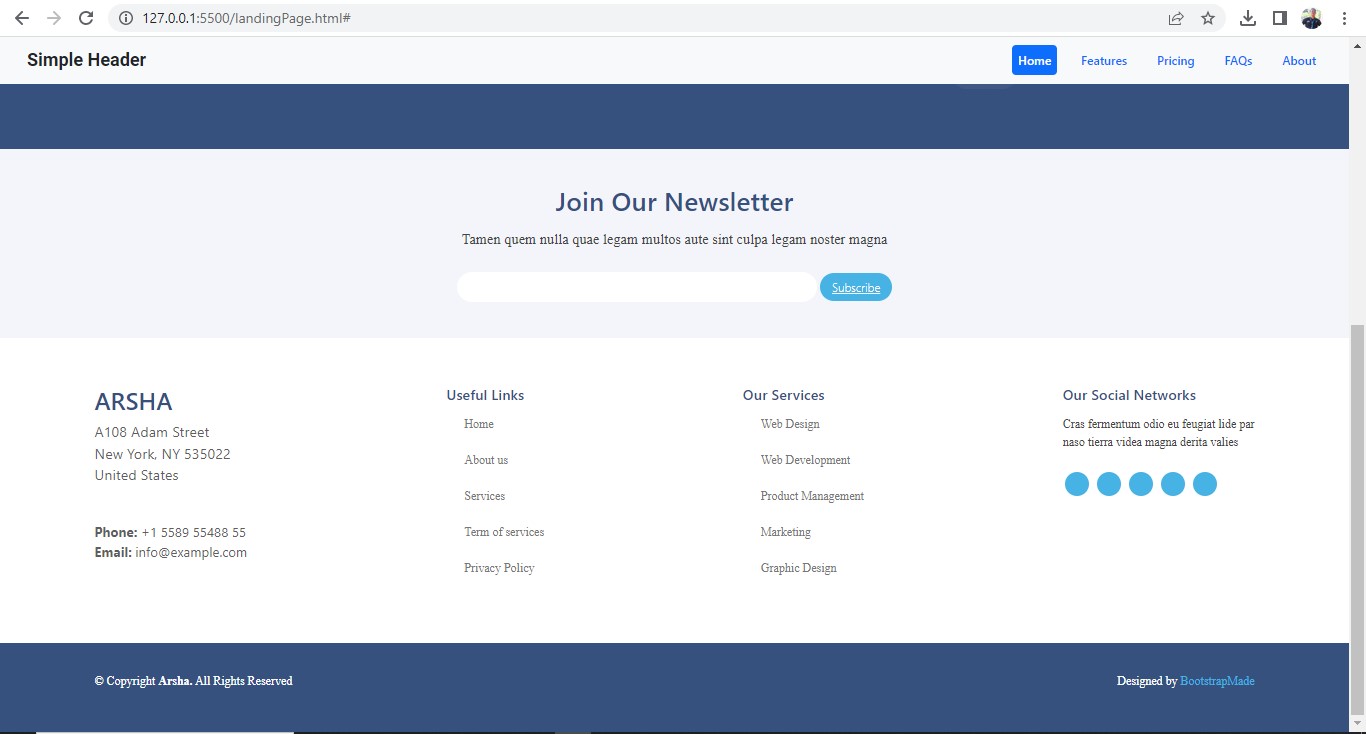 127.0.0.1:5500/landingPage.html#
Simple Header
Home Features Pricing FAQs About
Join Our Newsletter
Tamen quem nulla quae legam multos aute sint culpa legam noster magna
Subscribe
ARSHA
A108 Adam Street
New York, NY 535022
United States
Phone: +1 5589 55488 55
Email: info@example.com
Useful Links
Home
About us
Services
Term of services
Privacy Policy
Our Services
Web Design
Web Development
Product Management
Marketing
Graphic Design
Our Social Networks
Cras fermentum odio eu feugiat lide par
naso tierra videa magna derita valies
© Copyright Arsha. All Rights Reserved
Designed by BootstrapMade